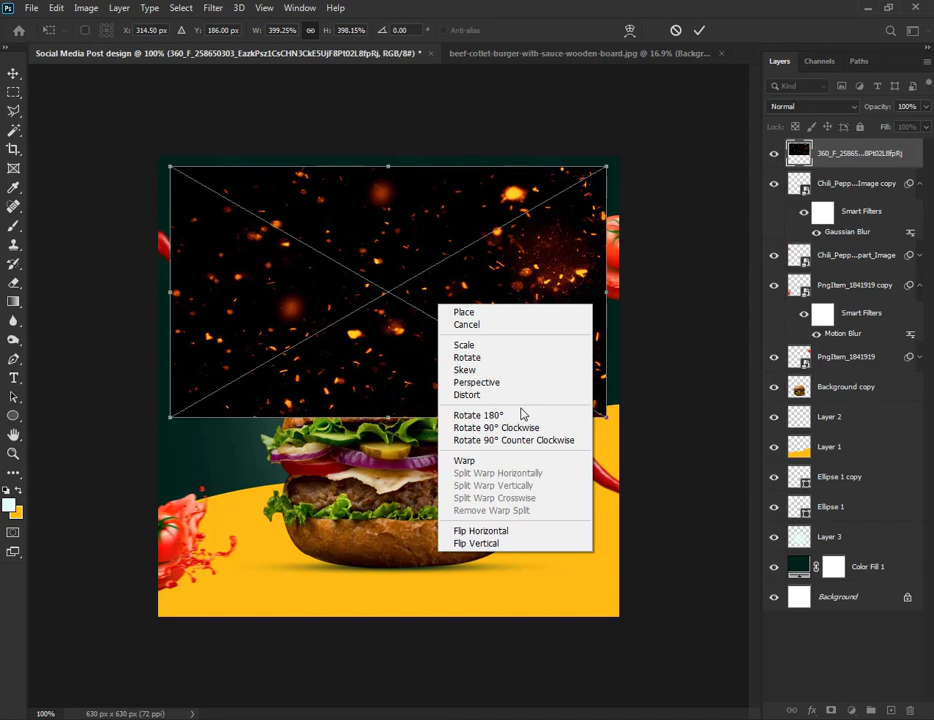 Ps File Edit Image Layer Type Select Filter 3D View Window Help
X: 314.50 px Y: 186.00 px W: 399.25% H: 398.15% 0.00 ° Anti-alias
Social Media Post design @ 100% (360_F_258650303_EazkPsz1CsCHN3CkE5UjF8Pt02L8fpRj, RGB/8#) * × beef-cotlet-burger-with-sauce-wooden-board.jpg @ 16.9% (Backgr... ×
Layers Channels Paths
Kind
Normal Opacity: 100%
Lock: Fill: 100%
360_F_25865...8Pt02L8fpRj
Chili_Pepp...Image copy
Smart Filters
Gaussian Blur
Chili_Pepp...part_Image
PngItem_1841919 copy
Smart Filters
Motion Blur
PngItem_1841919
Background copy
Layer 2
Layer 1
Ellipse 1 copy
Ellipse 1
Layer 3
Color Fill 1
Background
Place
Cancel
Scale
Rotate
Skew
Perspective
Distort
Rotate 180°
Rotate 90° Clockwise
Rotate 90° Counter Clockwise
Warp
Split Warp Horizontally
Split Warp Vertically
Split Warp Crosswise
Remove Warp Split
Flip Horizontal
Flip Vertical
100% 630 px x 630 px (72 ppi)
fx